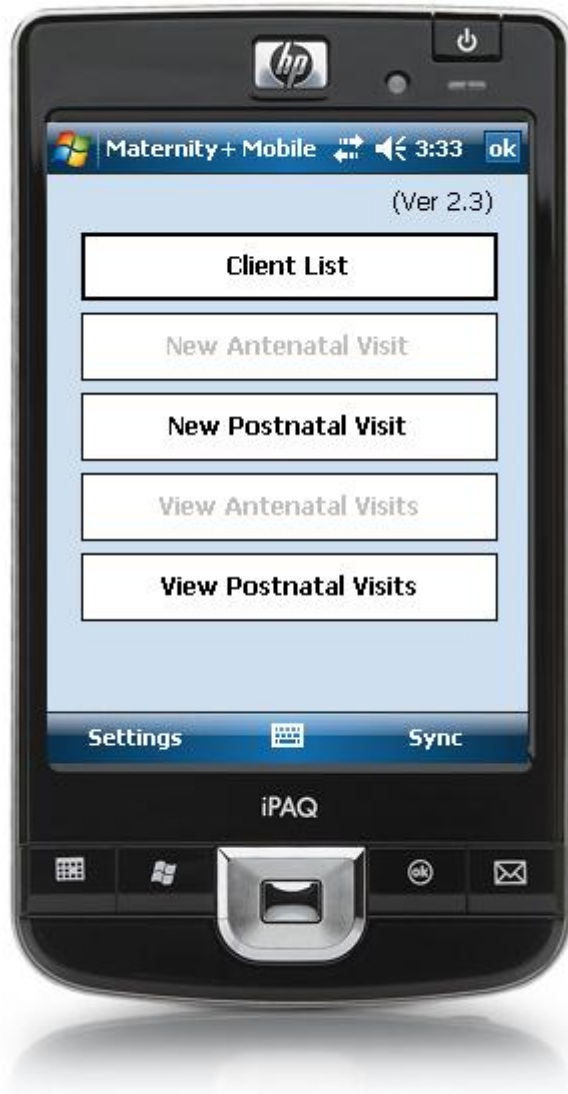 hp
Maternity+ Mobile 3:33 ok
(Ver 2.3)
Client List
New Antenatal Visit
New Postnatal Visit
View Antenatal Visits
View Postnatal Visits
Settings Sync
iPAQ
ok